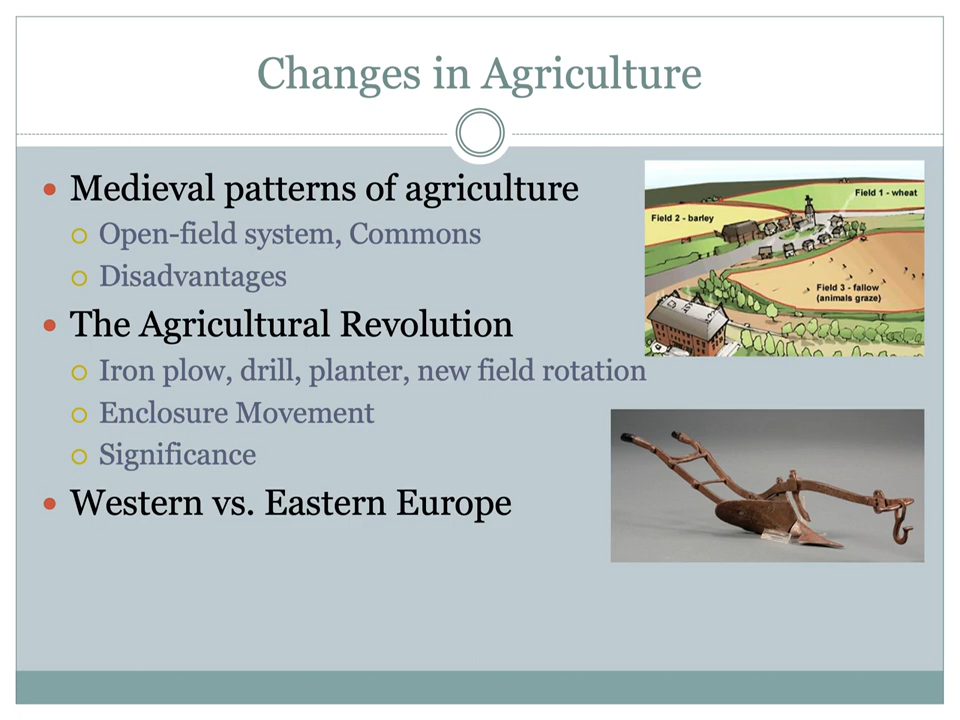 Changes in Agriculture
Medieval patterns of agriculture
Open-field system, Commons
Disadvantages
The Agricultural Revolution
Iron plow, drill, planter, new field rotation
Enclosure Movement
Significance
Western vs. Eastern Europe
Field 1 - wheat
Field 2 - barley
Field 3 - fallow
(animals graze)